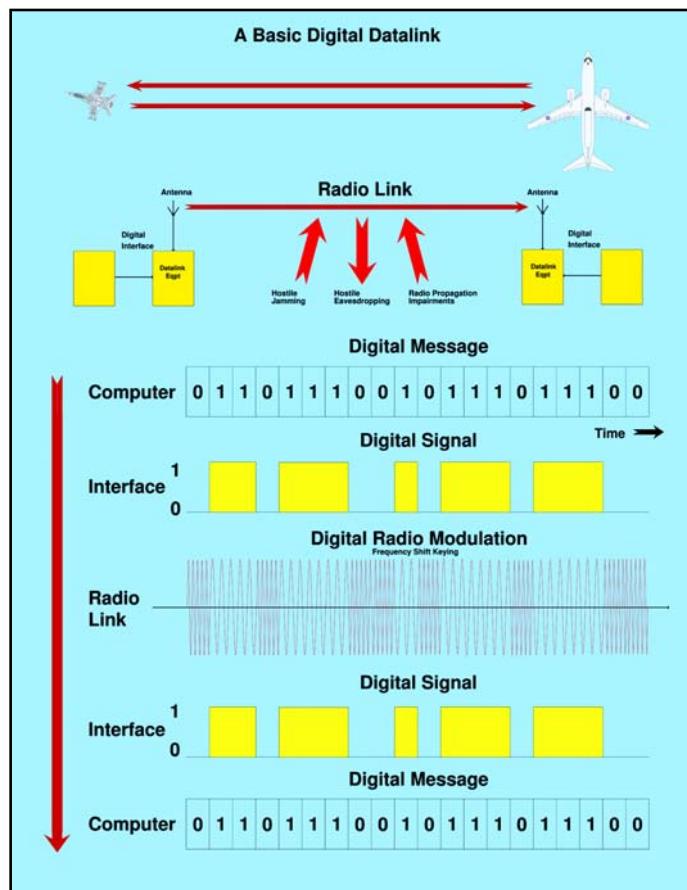 A Basic Digital Datalink
Radio Link
Antenna
Antenna
Digital
Interface
Digital
Interface
Datalink
Eqpt
Datalink
Eqpt
Hostile
Jamming
Hostile
Eavesdropping
Radio Propagation
Impairments
Digital Message
Computer 0 1 1 0 1 1 1 0 0 1 0 1 1 1 0 1 1 1 0 0
Time
Digital Signal
1
Interface
0
Digital Radio Modulation
Frequency Shift Keying
Radio
Link
Digital Signal
1
Interface
0
Digital Message
Computer 0 1 1 0 1 1 1 0 0 1 0 1 1 1 0 1 1 1 0 0